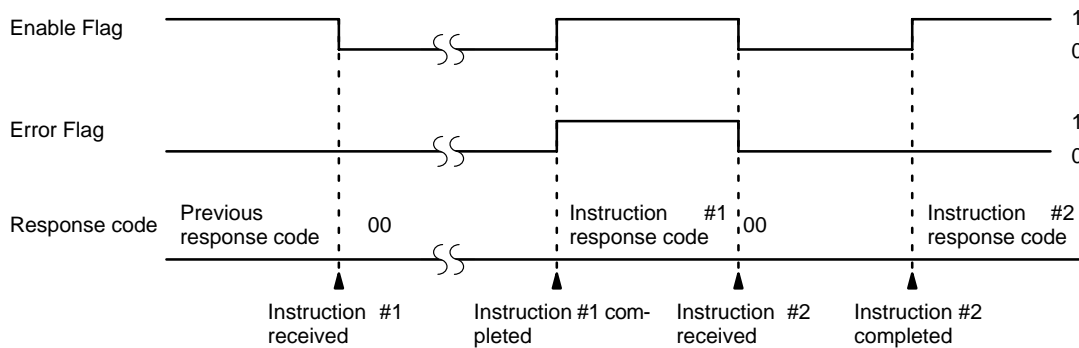 Enable Flag
1
0
Error Flag
1
0
Response code
Previous
response code
00
Instruction #1
response code
00
Instruction #2
response code
Instruction #1
received
Instruction #1 com-
pleted
Instruction #2
received
Instruction #2
completed